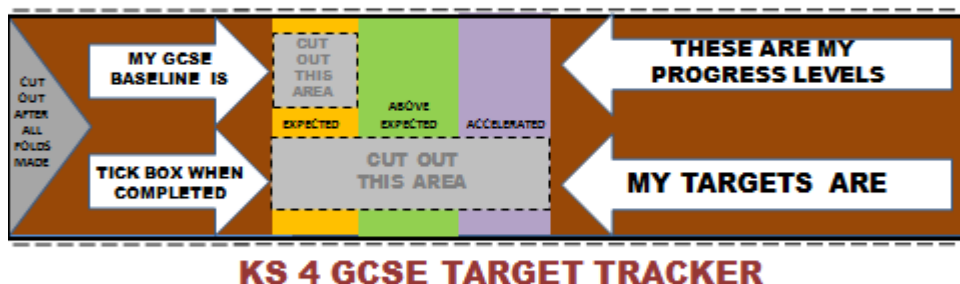 CUT
OUT
AFTER
ALL
FOLDS
MADE
MY GCSE
BASELINE IS
CUT
OUT
THIS
AREA
EXPECTED
ABOVE
EXPECTED
ACCELERATED
THESE ARE MY
PROGRESS LEVELS
TICK BOX WHEN
COMPLETED
CUT OUT
THIS AREA
MY TARGETS ARE
KS 4 GCSE TARGET TRACKER